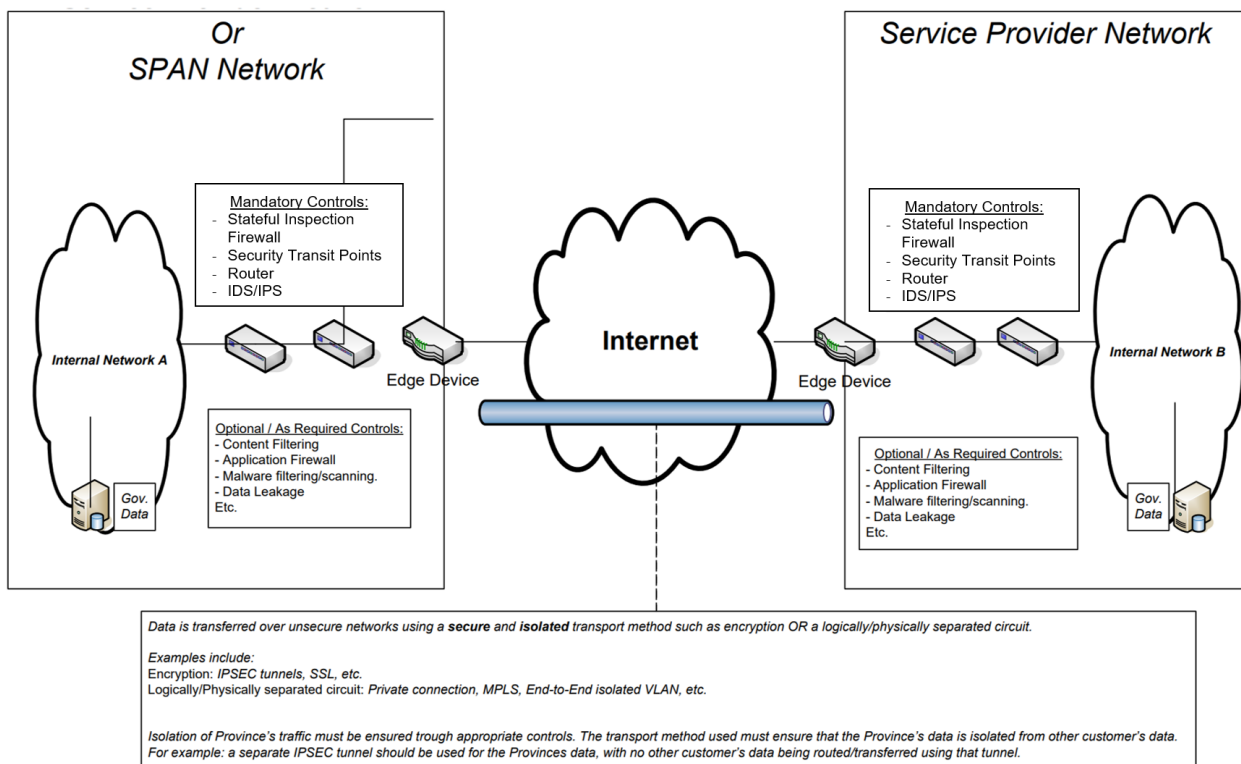 Or
SPAN Network
Service Provider Network
Mandatory Controls:
- Stateful Inspection
Firewall
- Security Transit Points
- Router
- IDS/IPS
Mandatory Controls:
- Stateful Inspection
Firewall
- Security Transit Points
- Router
- IDS/IPS
Internal Network A
Edge Device
Internet
Edge Device
Internal Network B
Optional / As Required Controls:
- Content Filtering
- Application Firewall
- Malware filtering/scanning.
- Data Leakage
Etc.
Optional / As Required Controls:
- Content Filtering
- Application Firewall
- Malware filtering/scanning.
- Data Leakage
Etc.
Gov.
Data
Gov.
Data
Data is transferred over unsecure networks using a secure and isolated transport method such as encryption OR a logically/physically separated circuit.
Examples include:
Encryption: IPSEC tunnels, SSL, etc.
Logically/Physically separated circuit: Private connection, MPLS, End-to-End isolated VLAN, etc.
Isolation of Province's traffic must be ensured trough appropriate controls. The transport method used must ensure that the Province's data is isolated from other customer's data.
For example: a separate IPSEC tunnel should be used for the Provinces data, with no other customer's data being routed/transferred using that tunnel.